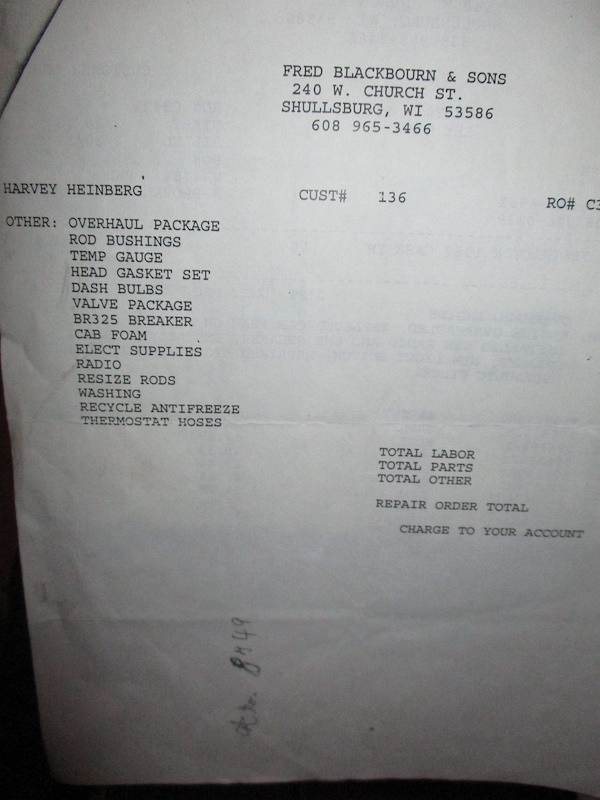 FRED BLACKBOURN & SONS
240 W. CHURCH ST.
SHULLSBURG, WI 53586
608 965-3466
HARVEY HEINBERG CUST# 136 RO# C3
OTHER: OVERHAUL PACKAGE
ROD BUSHINGS
TEMP GAUGE
HEAD GASKET SET
DASH BULBS
VALVE PACKAGE
BR325 BREAKER
CAB FOAM
ELECT SUPPLIES
RADIO
RESIZE RODS
WASHING
RECYCLE ANTIFREEZE
THERMOSTAT HOSES
TOTAL LABOR
TOTAL PARTS
TOTAL OTHER
REPAIR ORDER TOTAL
CHARGE TO YOUR ACCOUNT